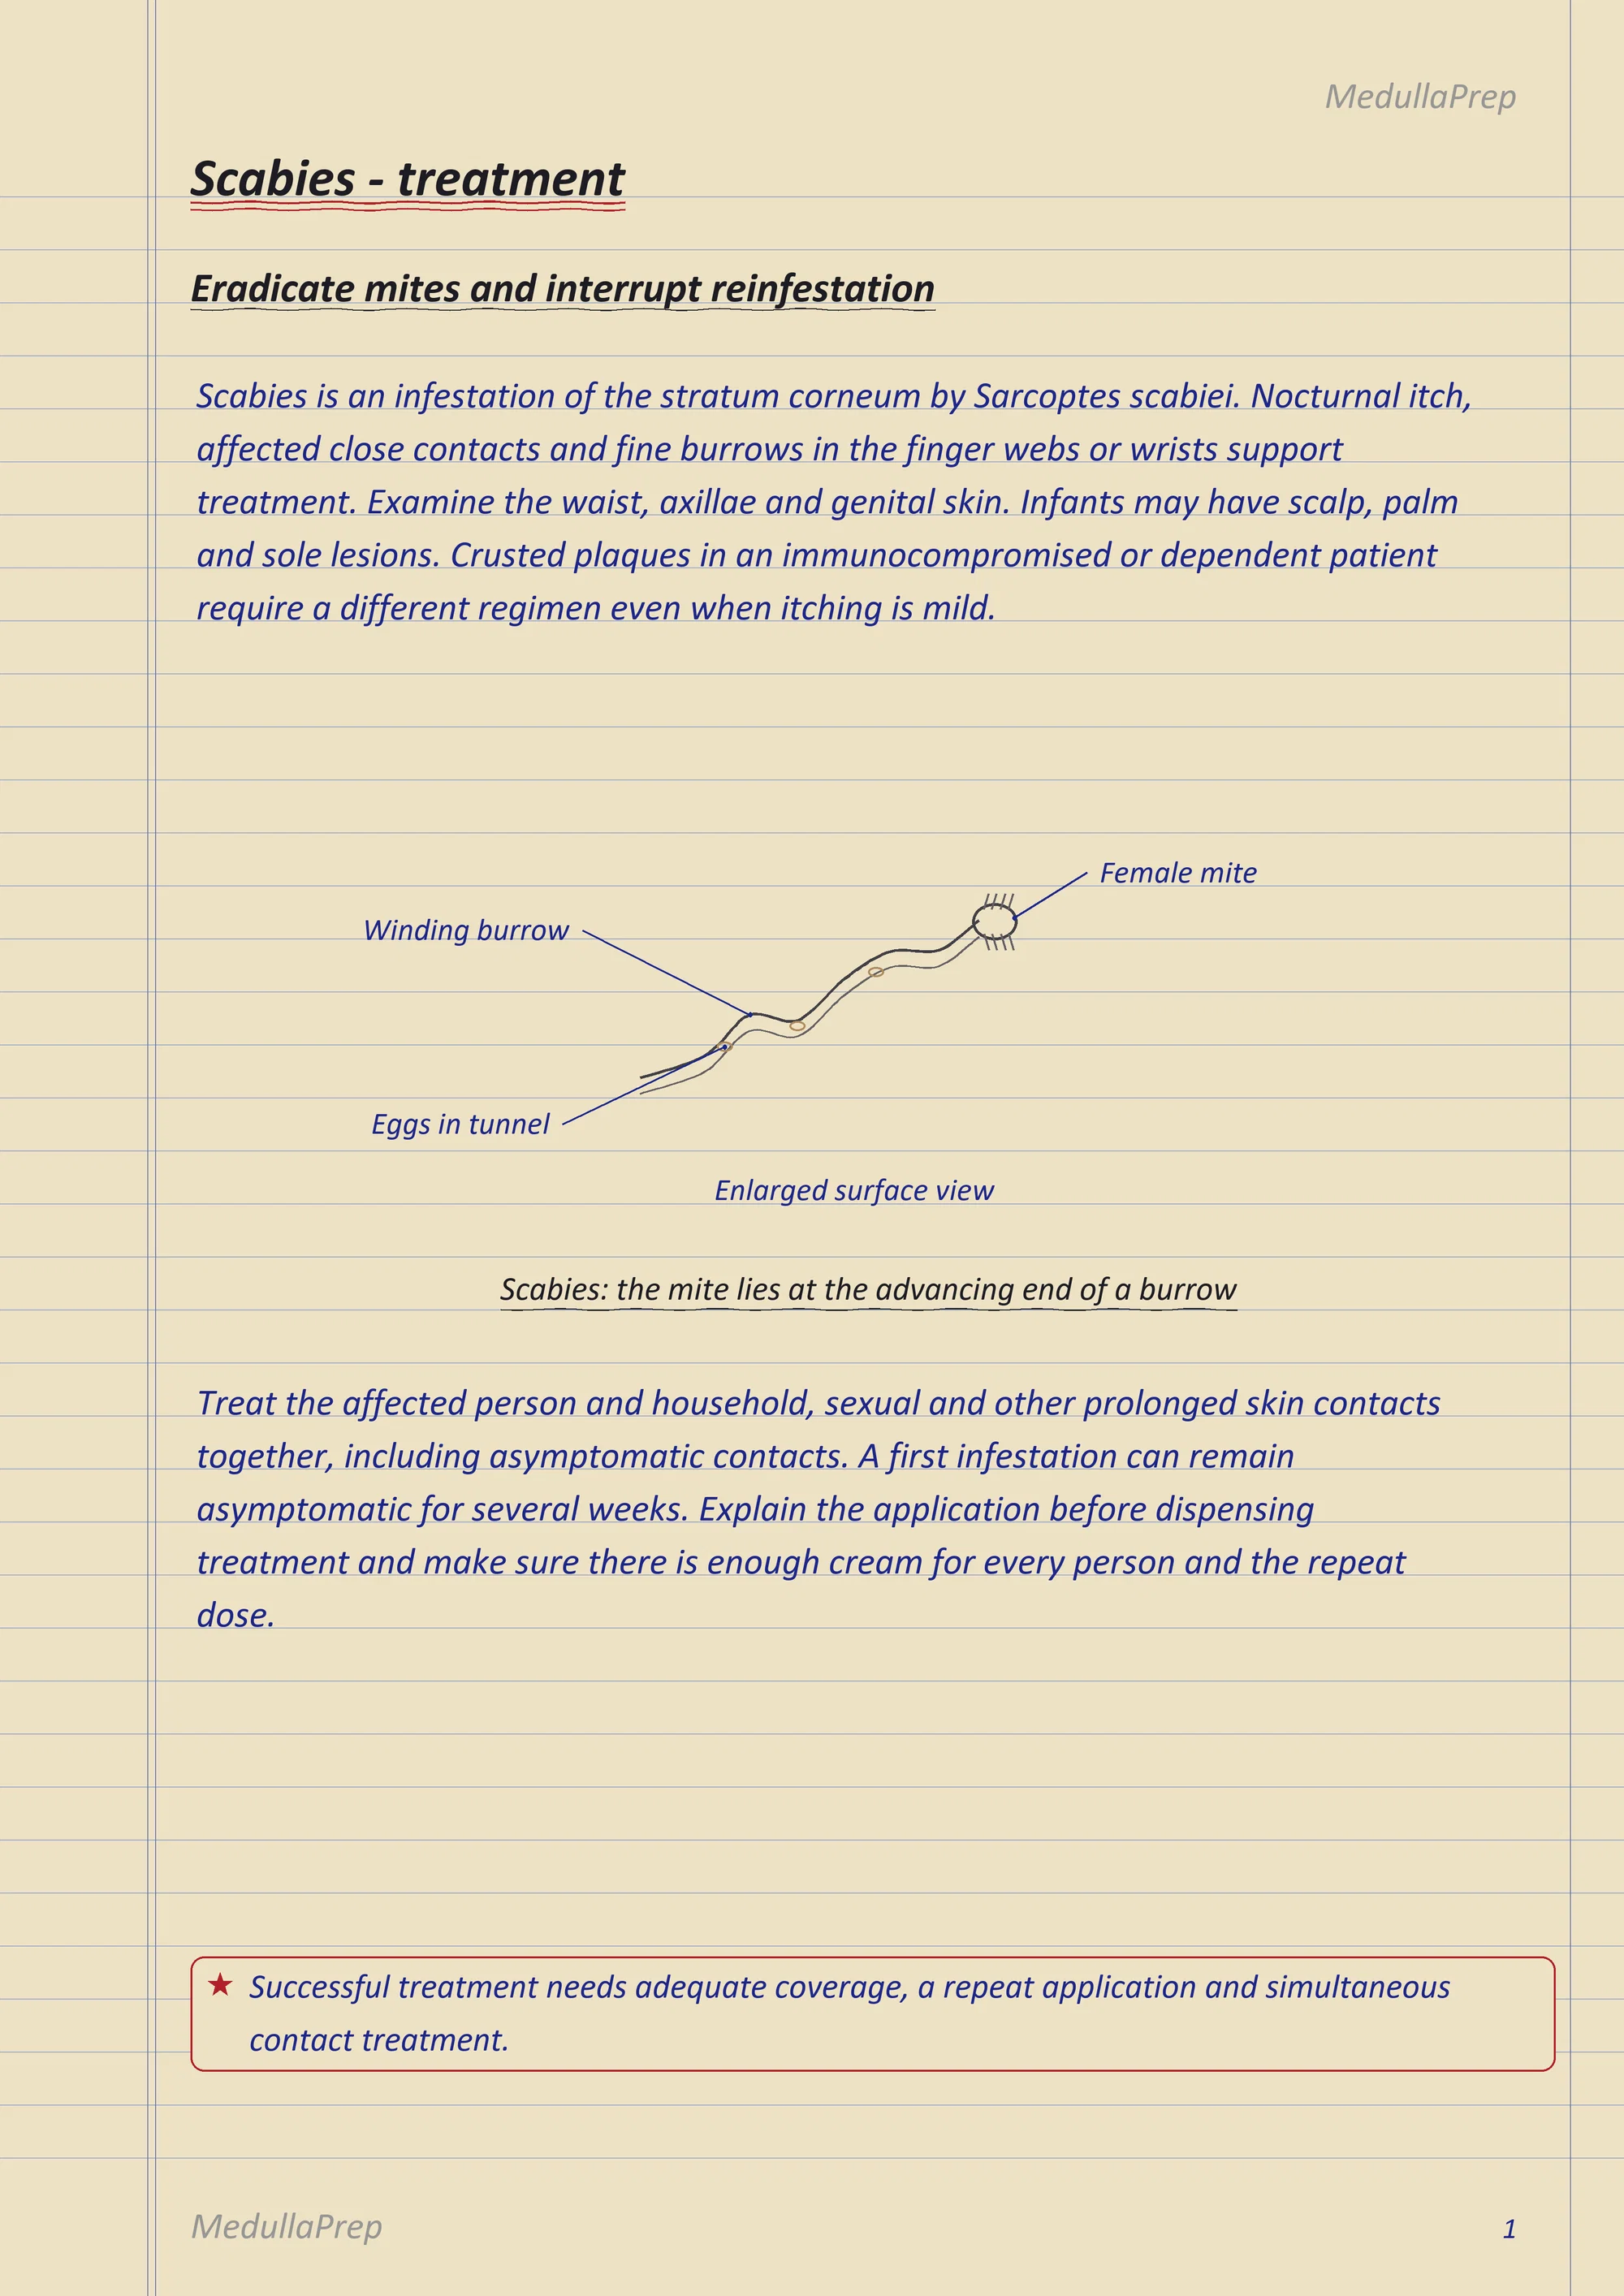 MedullaPrep
Scabies - treatment
Eradicate mites and interrupt reinfestation
Scabies is an infestation of the stratum corneum by Sarcoptes scabiei. Nocturnal itch,
affected close contacts and fine burrows in the finger webs or wrists support
treatment. Examine the waist, axillae and genital skin. Infants may have scalp, palm
and sole lesions. Crusted plaques in an immunocompromised or dependent patient
require a different regimen even when itching is mild.
Female mite
Winding burrow
Eggs in tunnel
Enlarged surface view
Scabies: the mite lies at the advancing end of a burrow
Treat the affected person and household, sexual and other prolonged skin contacts
together, including asymptomatic contacts. A first infestation can remain
asymptomatic for several weeks. Explain the application before dispensing
treatment and make sure there is enough cream for every person and the repeat
dose.
★ Successful treatment needs adequate coverage, a repeat application and simultaneous
contact treatment.
MedullaPrep
1